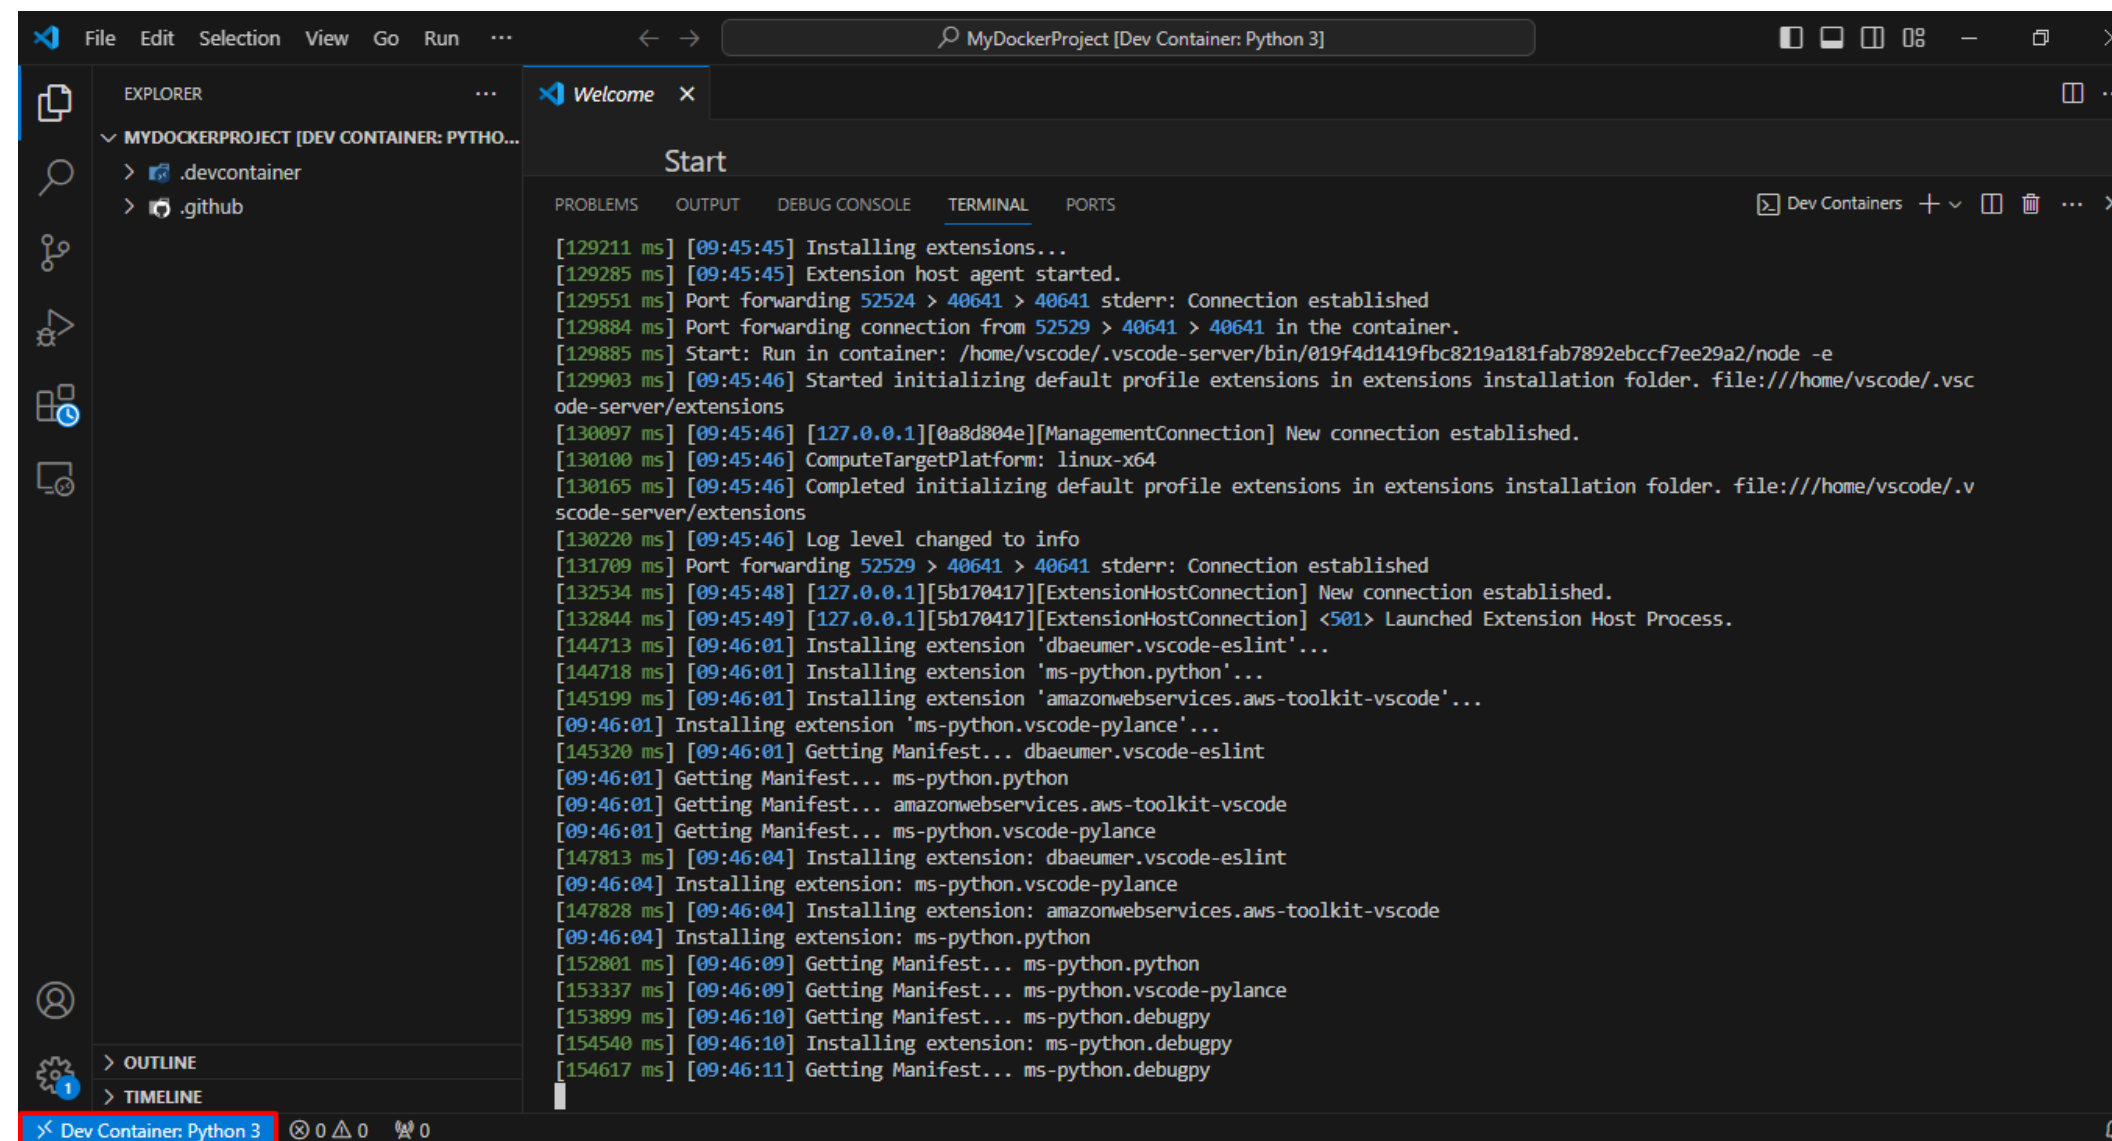 File Edit Selection View Go Run ···
MyDockerProject [Dev Container: Python 3]
EXPLORER ···
MYDOCKERPROJECT [DEV CONTAINER: PYTHO...
.devcontainer
.github
OUTLINE
TIMELINE
Welcome
Start
PROBLEMS OUTPUT DEBUG CONSOLE TERMINAL PORTS
Dev Containers
[129211 ms] [09:45:45] Installing extensions...
[129285 ms] [09:45:45] Extension host agent started.
[129551 ms] Port forwarding 52524 > 40641 > 40641 stderr: Connection established
[129884 ms] Port forwarding connection from 52529 > 40641 > 40641 in the container.
[129885 ms] Start: Run in container: /home/vscode/.vscode-server/bin/019f4d1419fbc8219a181fab7892ebccf7ee29a2/node -e
[129903 ms] [09:45:46] Started initializing default profile extensions in extensions installation folder. file:///home/vscode/.vsc
ode-server/extensions
[130097 ms] [09:45:46] [127.0.0.1][0a8d804e][ManagementConnection] New connection established.
[130100 ms] [09:45:46] ComputeTargetPlatform: linux-x64
[130165 ms] [09:45:46] Completed initializing default profile extensions in extensions installation folder. file:///home/vscode/.v
scode-server/extensions
[130220 ms] [09:45:46] Log level changed to info
[131709 ms] Port forwarding 52529 > 40641 > 40641 stderr: Connection established
[132534 ms] [09:45:48] [127.0.0.1][5b170417][ExtensionHostConnection] New connection established.
[132844 ms] [09:45:49] [127.0.0.1][5b170417][ExtensionHostConnection] <501> Launched Extension Host Process.
[144713 ms] [09:46:01] Installing extension 'dbaeumer.vscode-eslint'...
[144718 ms] [09:46:01] Installing extension 'ms-python.python'...
[145199 ms] [09:46:01] Installing extension 'amazonwebservices.aws-toolkit-vscode'...
[09:46:01] Installing extension 'ms-python.vscode-pylance'...
[145320 ms] [09:46:01] Getting Manifest... dbaeumer.vscode-eslint
[09:46:01] Getting Manifest... ms-python.python
[09:46:01] Getting Manifest... amazonwebservices.aws-toolkit-vscode
[09:46:01] Getting Manifest... ms-python.vscode-pylance
[147813 ms] [09:46:04] Installing extension: dbaeumer.vscode-eslint
[09:46:04] Installing extension: ms-python.vscode-pylance
[147828 ms] [09:46:04] Installing extension: amazonwebservices.aws-toolkit-vscode
[09:46:04] Installing extension: ms-python.python
[152801 ms] [09:46:09] Getting Manifest... ms-python.python
[153337 ms] [09:46:09] Getting Manifest... ms-python.vscode-pylance
[153899 ms] [09:46:10] Getting Manifest... ms-python.debugpy
[154540 ms] [09:46:10] Installing extension: ms-python.debugpy
[154617 ms] [09:46:11] Getting Manifest... ms-python.debugpy
1
Dev Container: Python 3 0 0 0